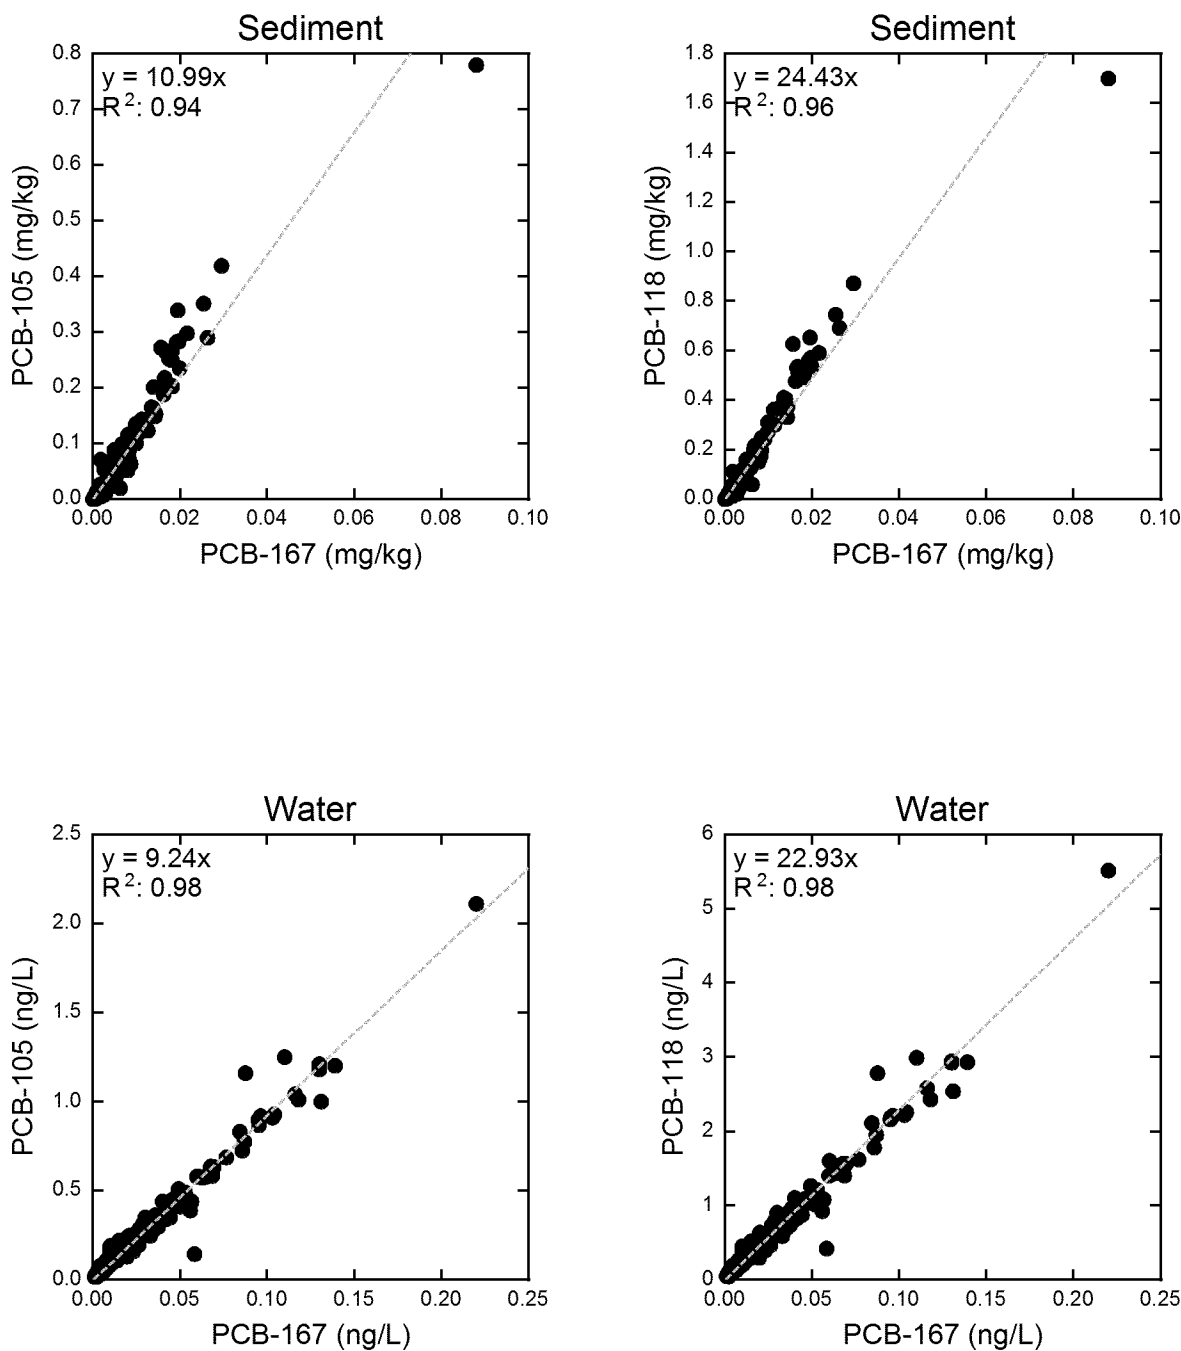 Sediment
y = 10.99x
R²: 0.94
0.8
0.7
0.6
0.5
0.4
0.3
0.2
0.1
0.0
PCB-105 (mg/kg)
0.00 0.02 0.04 0.06 0.08 0.10
PCB-167 (mg/kg)
Sediment
y = 24.43x
R²: 0.96
1.8
1.6
1.4
1.2
1.0
0.8
0.6
0.4
0.2
0.0
PCB-118 (mg/kg)
0.00 0.02 0.04 0.06 0.08 0.10
PCB-167 (mg/kg)
Water
y = 9.24x
R²: 0.98
2.5
2.0
1.5
1.0
0.5
0.0
PCB-105 (ng/L)
0.00 0.05 0.10 0.15 0.20 0.25
PCB-167 (ng/L)
Water
y = 22.93x
R²: 0.98
6
5
4
3
2
1
0
PCB-118 (ng/L)
0.00 0.05 0.10 0.15 0.20 0.25
PCB-167 (ng/L)